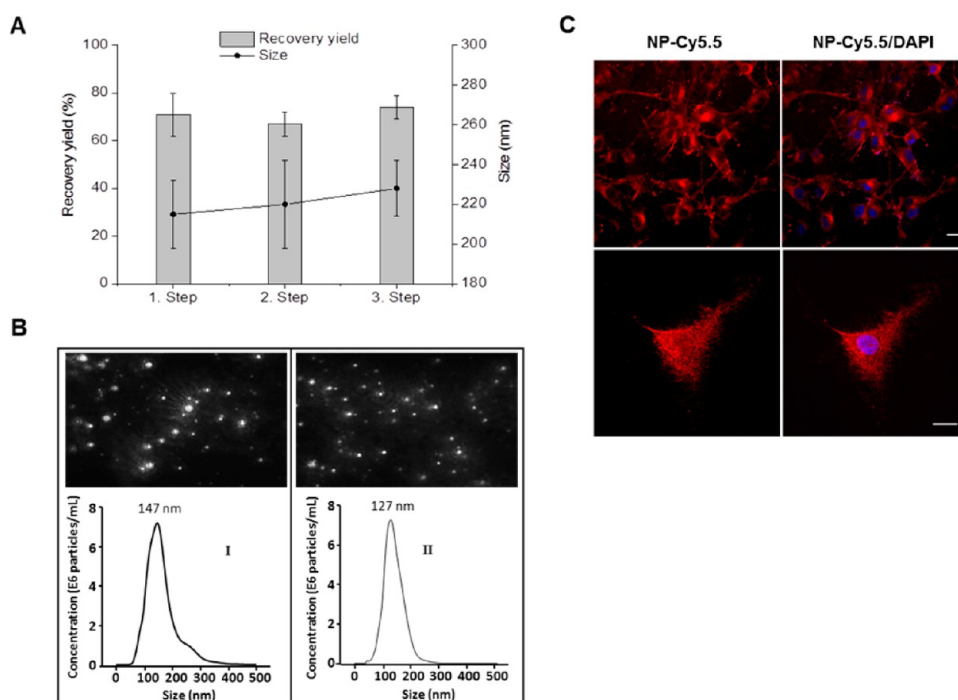 A
Recovery yield
Size
100
80
60
40
20
0
Recovery yield (%)
300
280
260
240
220
200
180
Size (nm)
1. Step
2. Step
3. Step
B
147 nm
I
8
6
4
2
0
Concentration (E6 particles/mL)
0 100 200 300 400 500
Size (nm)
127 nm
II
8
6
4
2
0
Concentration (E6 particles/mL)
0 100 200 300 400 500
Size (nm)
C
NP-Cy5.5
NP-Cy5.5/DAPI